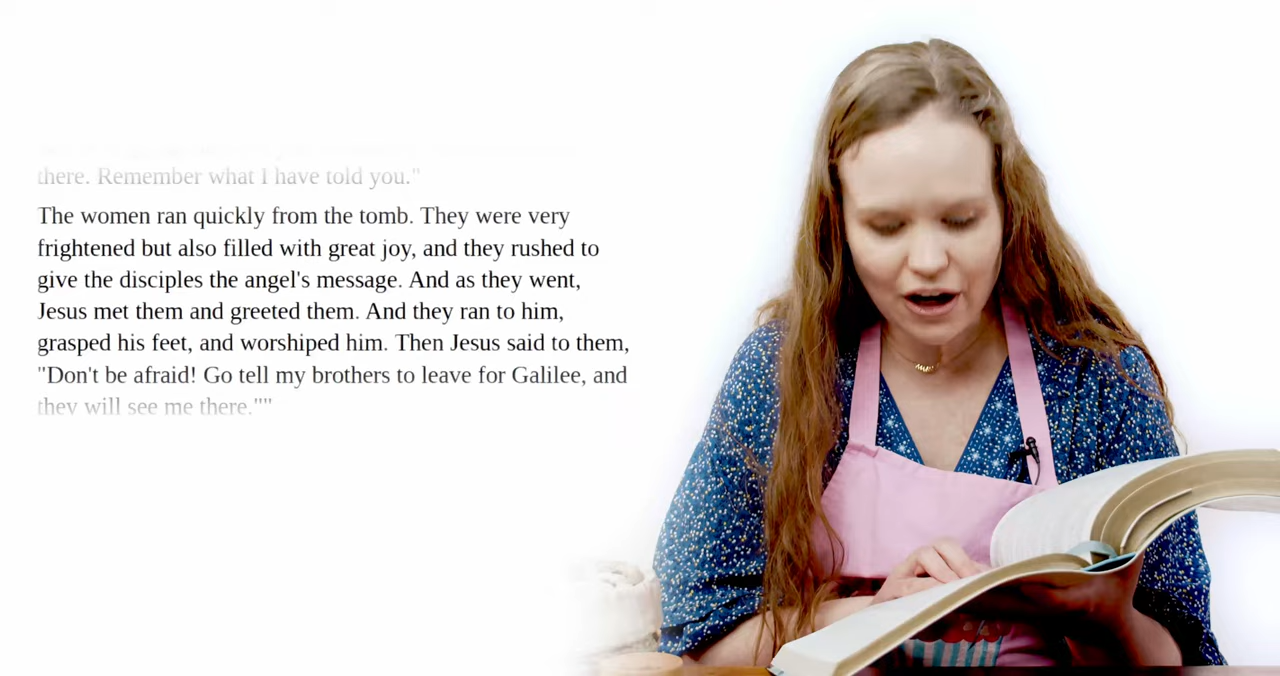 there. Remember what I have told you."
The women ran quickly from the tomb. They were very
frightened but also filled with great joy, and they rushed to
give the disciples the angel's message. And as they went,
Jesus met them and greeted them. And they ran to him,
grasped his feet, and worshiped him. Then Jesus said to them,
"Don't be afraid! Go tell my brothers to leave for Galilee, and
they will see me there.""